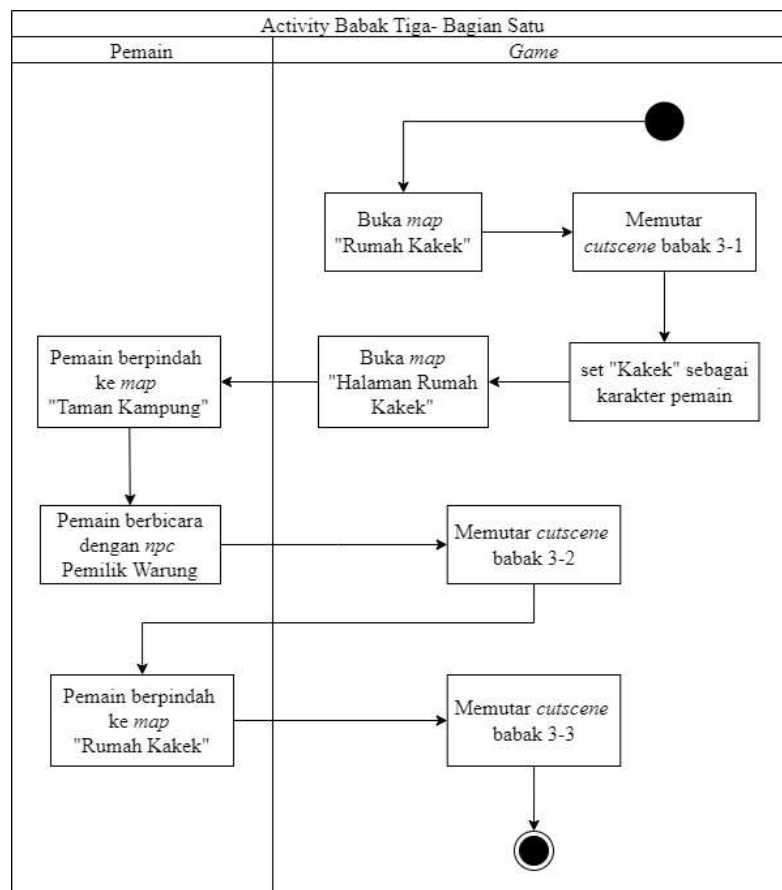 Activity Babak Tiga- Bagian Satu
Pemain
Game
Buka map
"Rumah Kakek"
Memutar
cutscene babak 3-1
Pemain berpindah
ke map
"Taman Kampung"
Buka map
"Halaman Rumah
Kakek"
set "Kakek" sebagai
karakter pemain
Pemain berbicara
dengan npc
Pemilik Warung
Memutar cutscene
babak 3-2
Pemain berpindah
ke map
"Rumah Kakek"
Memutar cutscene
babak 3-3